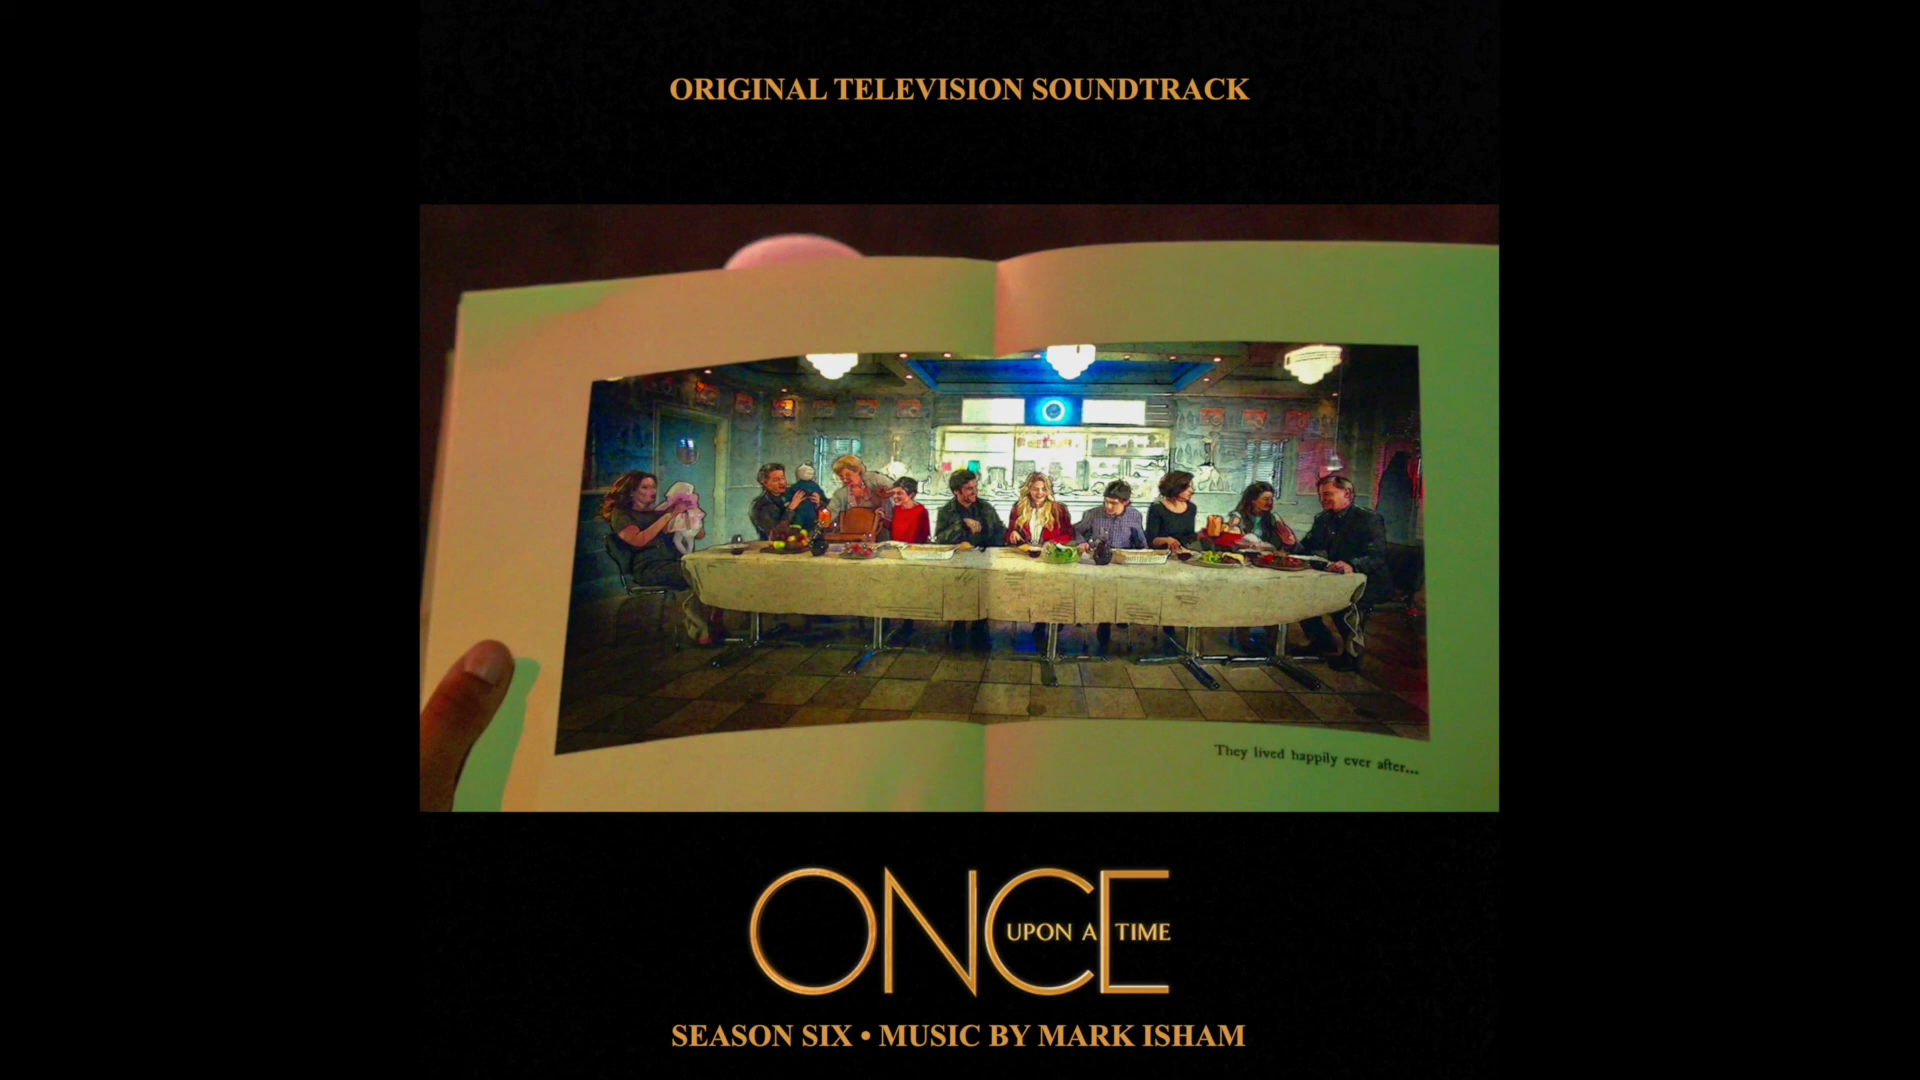 ORIGINAL TELEVISION SOUNDTRACK
They lived happily ever after...
ONCE
UPON A TIME
SEASON SIX • MUSIC BY MARK ISHAM